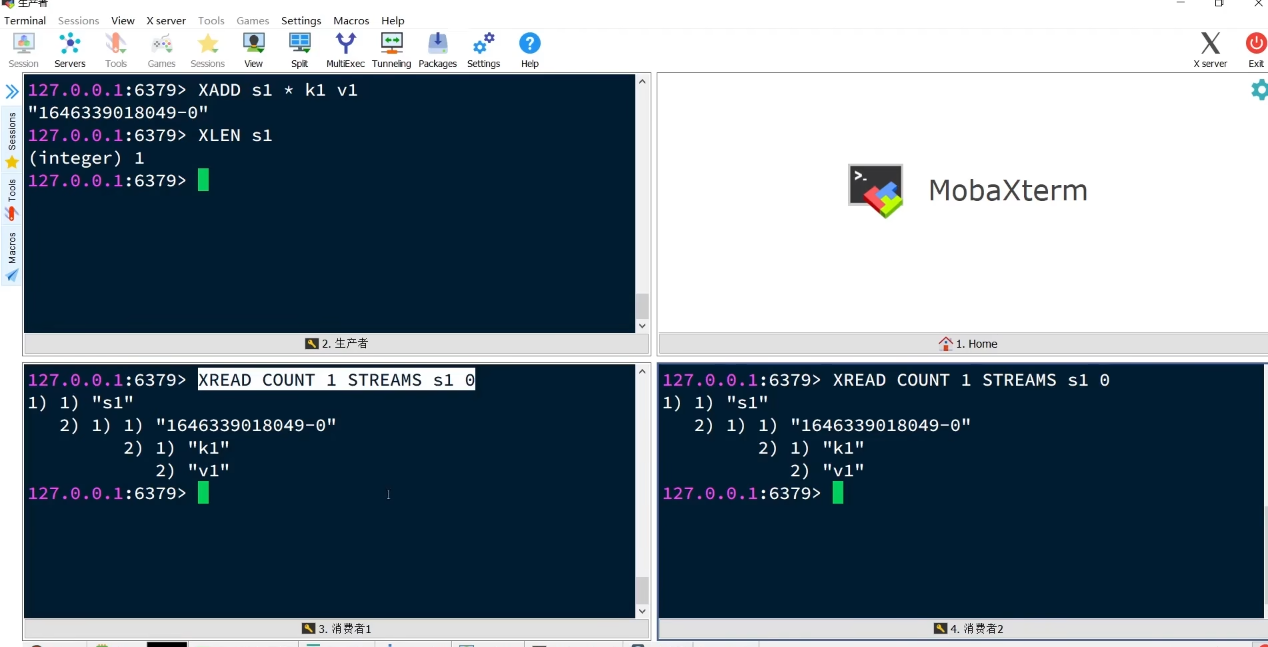 生产者
Terminal Sessions View X server Tools Games Settings Macros Help
Session Servers Tools Games Sessions View Split MultiExec Tunneling Packages Settings Help X server Exit
Sessions
Tools
Macros
127.0.0.1:6379> XADD s1 * k1 v1
"1646339018049-0"
127.0.0.1:6379> XLEN s1
(integer) 1
127.0.0.1:6379>
2. 生产者
>_
MobaXterm
1. Home
127.0.0.1:6379> XREAD COUNT 1 STREAMS s1 0
1) 1) "s1"
   2) 1) 1) "1646339018049-0"
         2) 1) "k1"
            2) "v1"
127.0.0.1:6379>
3. 消费者1
127.0.0.1:6379> XREAD COUNT 1 STREAMS s1 0
1) 1) "s1"
   2) 1) 1) "1646339018049-0"
         2) 1) "k1"
            2) "v1"
127.0.0.1:6379>
4. 消费者2